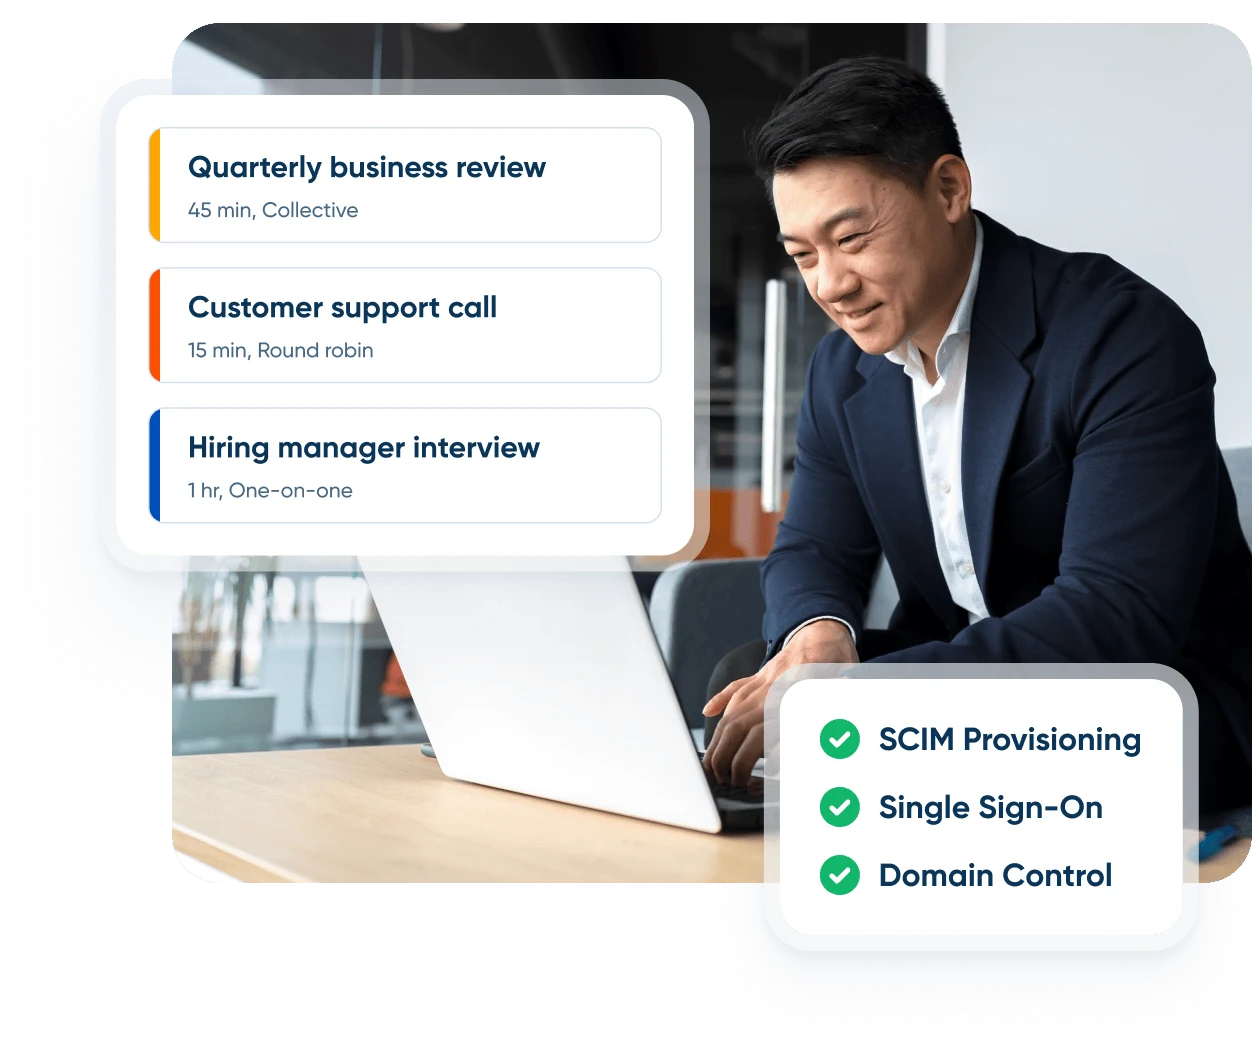 Quarterly business review
45 min, Collective
Customer support call
15 min, Round robin
Hiring manager interview
1 hr, One-on-one
SCIM Provisioning
Single Sign-On
Domain Control